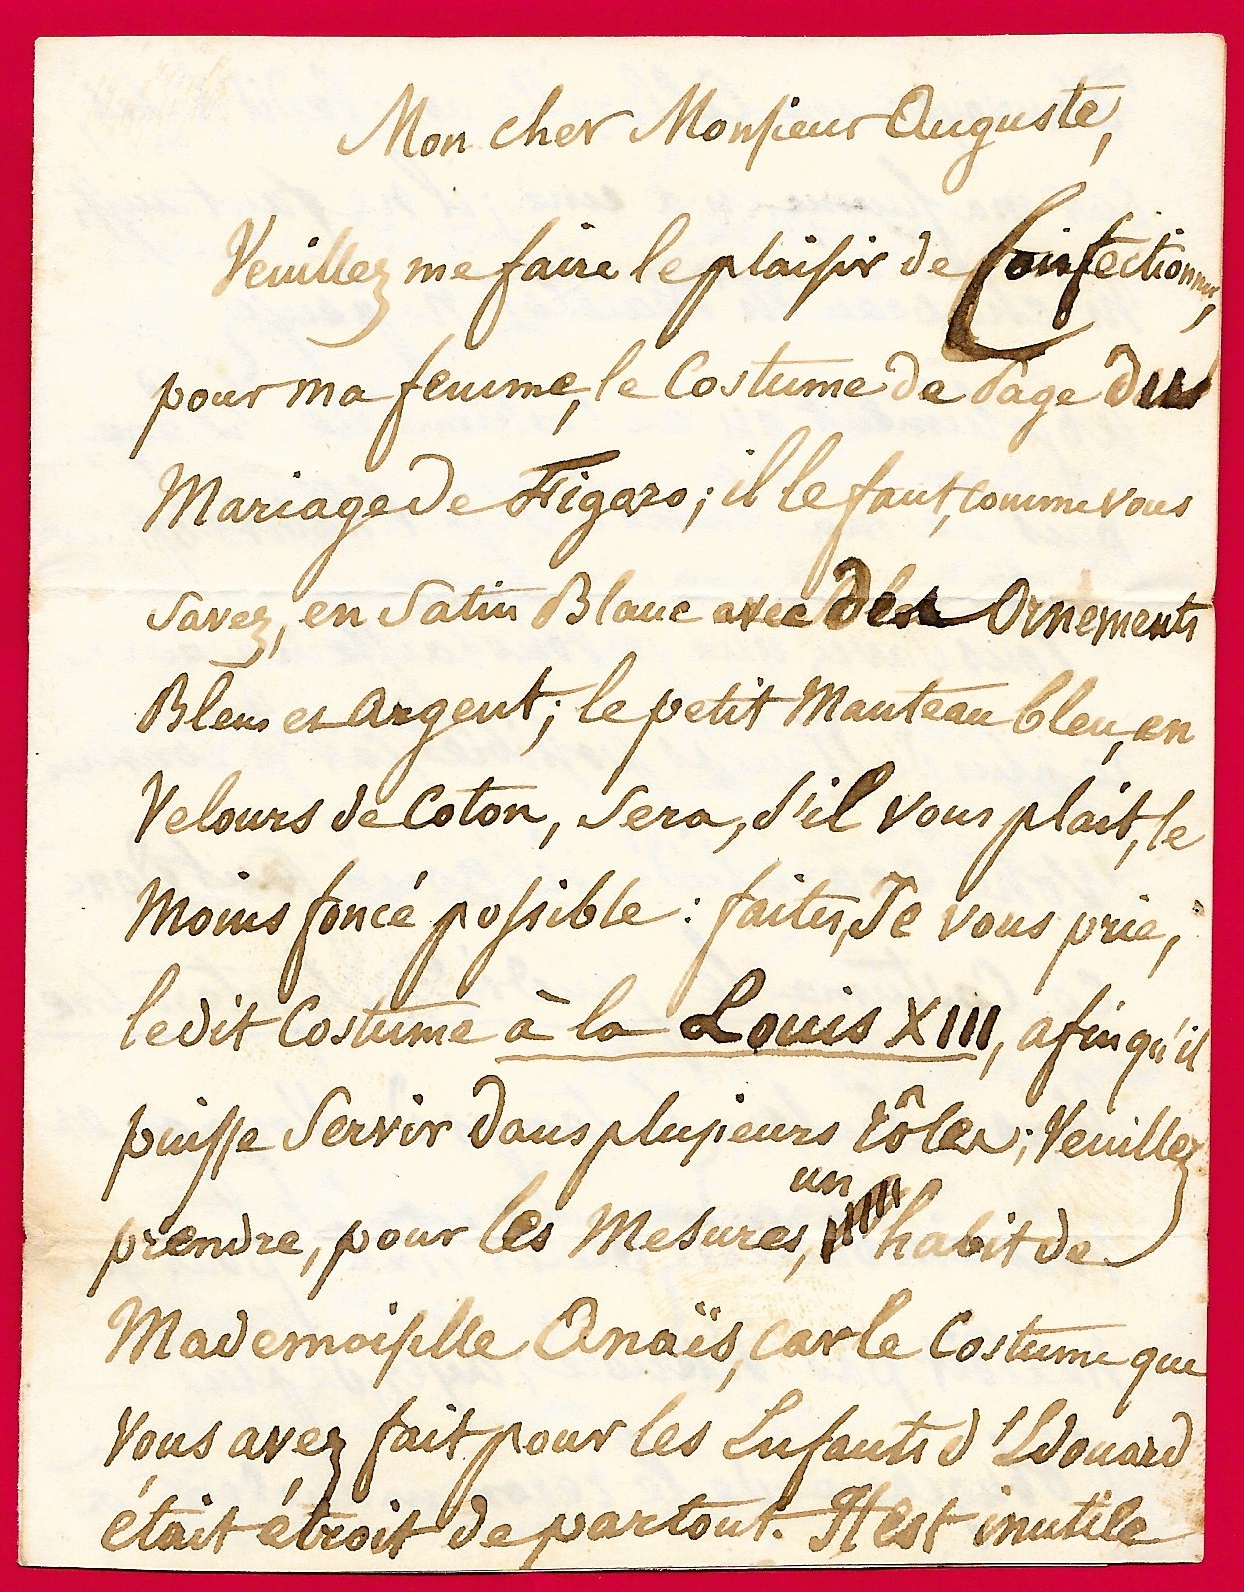 Mon cher Monsieur Auguste,
Veuillez me faire le plaisir de Confectionner,
pour ma femme, le Costume de Page du
Mariage de Figaro; il le faut, comme vous
savez, en satin Blanc avec des Ornements
Bleus et Argent; le petit Manteau bleu, en
Velours de Coton, sera, s'il vous plait, le
Moins foncé possible : faites, Je vous prie,
ledit Costume à la Louis XIII, afin qu'il
puisse servir dans plusieurs rôles; Veuillez
prendre, pour les Mesures, un habit de
Mademoiselle Anaïs, car le Costume que
Vous avez fait pour les Enfants d'Edouard
était étroit de partout. Il est inutile